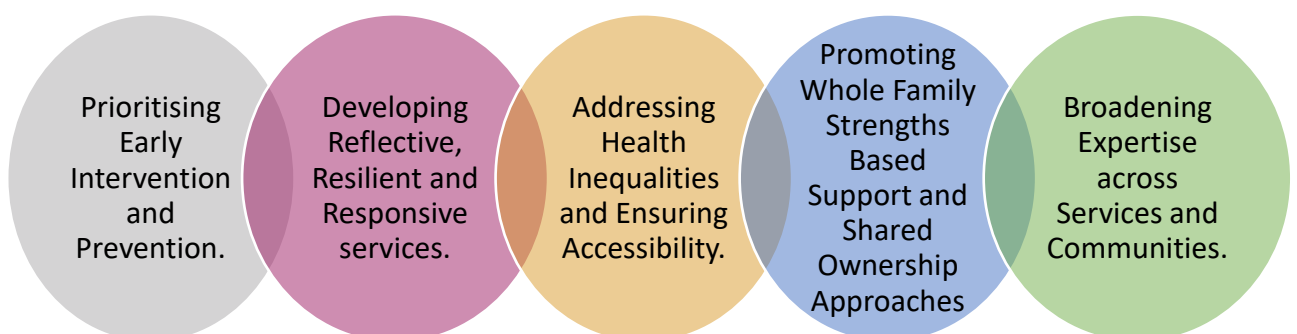 Prioritising
Early
Intervention
and
Prevention.
Developing
Reflective,
Resilient and
Responsive
services.
Addressing
Health
Inequalities
and Ensuring
Accessibility.
Promoting
Whole Family
Strengths
Based
Support and
Shared
Ownership
Approaches
Broadening
Expertise
across
Services and
Communities.